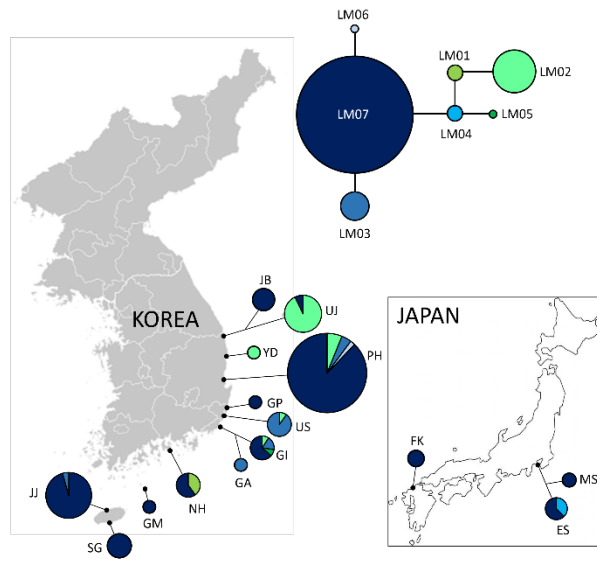 LM06
LM01
LM02
LM07
LM05
LM04
LM03
JB
KOREA
UJ
JAPAN
YD
PH
GP
US
GI
FK
GA
MS
JJ
NH
GM
ES
SG